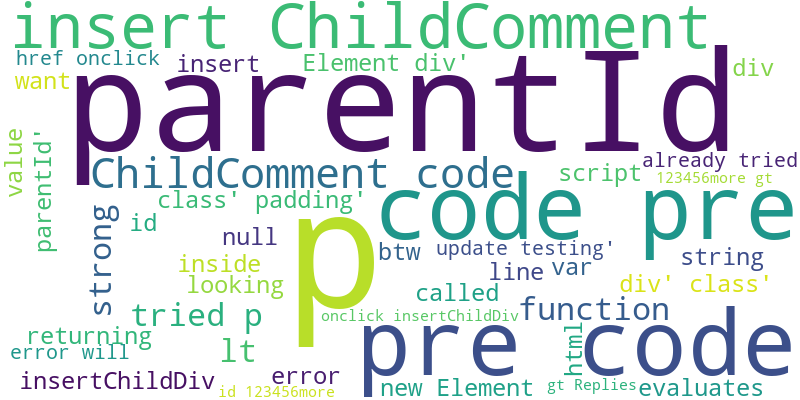 insert ChildComment
href onclick
insert
Element div'
div
want
parentId
value
parentId'
ChildComment code
script
already tried
123456more gt
class' padding'
code pre
strong
id
p
null
btw
update testing'
string
inside
line
var
looking
div' class'
called
tried p
function
onclick insertChildDiv
returning
lt
pre code
html
error will
insertChildDiv
error
id 123456more
new Element
gt Replies
evaluates